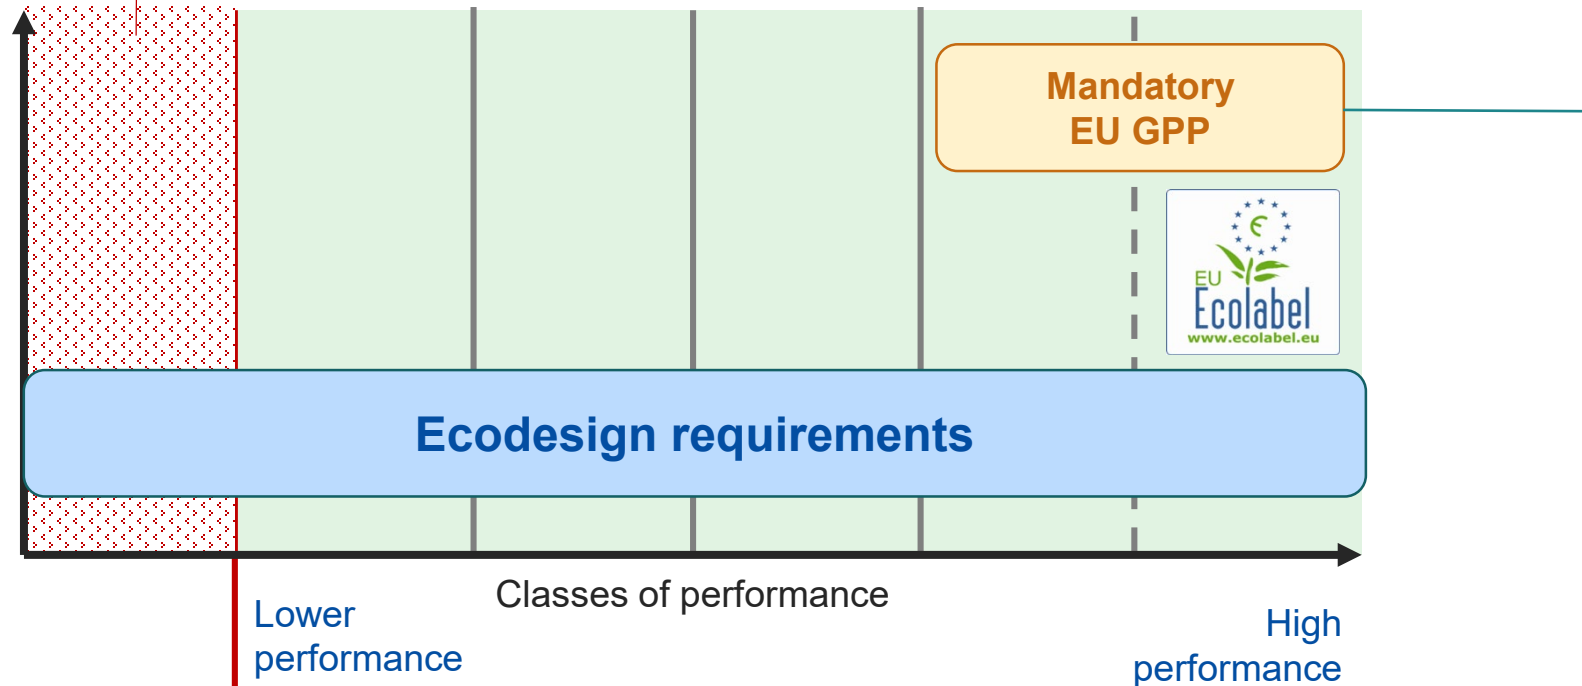 Mandatory
EU GPP
EU
Ecolabel
www.ecolabel.eu
Ecodesign requirements
Classes of performance
Lower
performance
High
performance